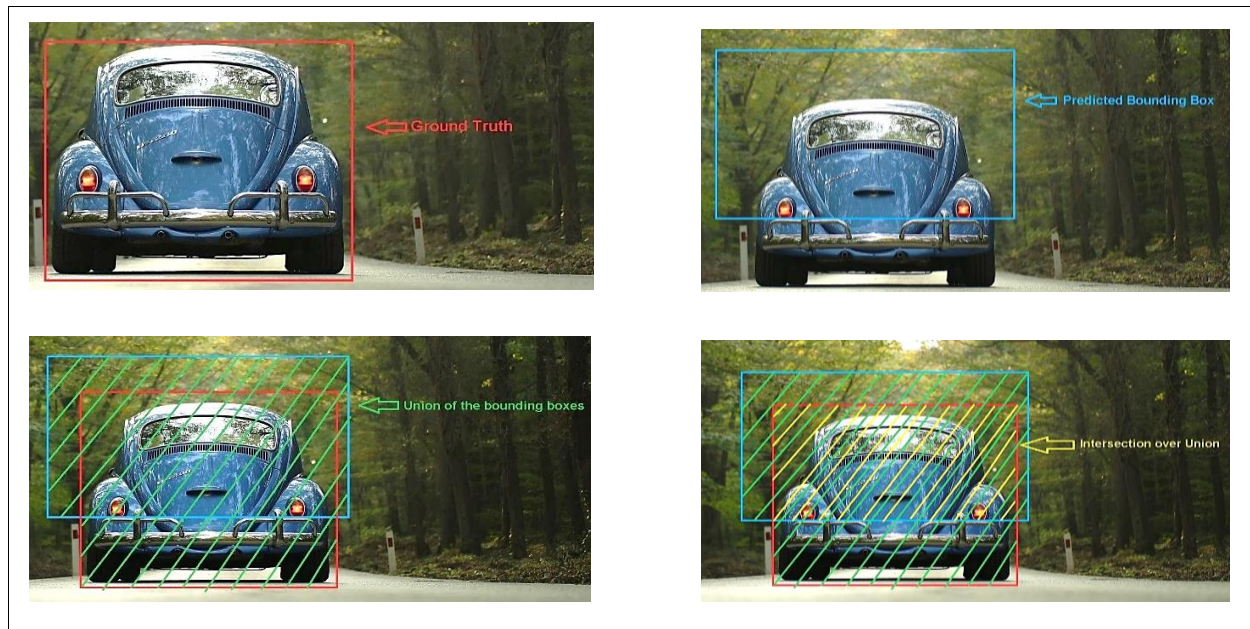 Ground Truth
Predicted Bounding Box
Union of the bounding boxes
Intersection over Union